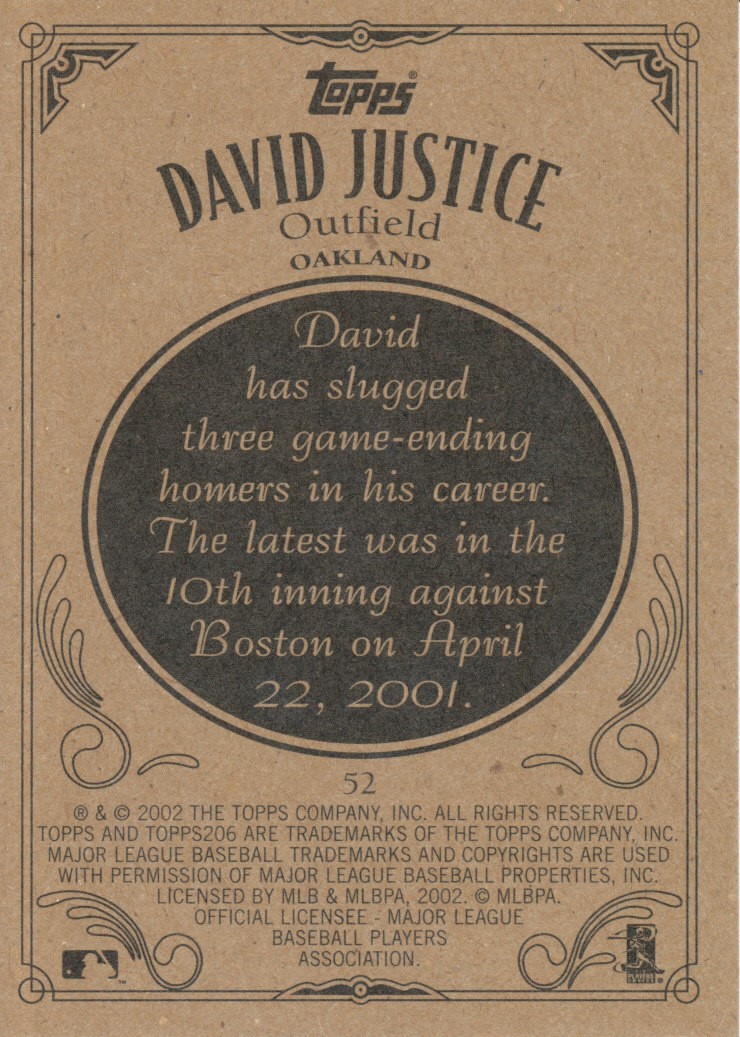 Topps®
DAVID JUSTICE
Outfield
OAKLAND
David
has slugged
three game-ending
homers in his career.
The latest was in the
10th inning against
Boston on April
22, 2001.
52
® & © 2002 THE TOPPS COMPANY, INC. ALL RIGHTS RESERVED.
TOPPS AND TOPPS206 ARE TRADEMARKS OF THE TOPPS COMPANY, INC.
MAJOR LEAGUE BASEBALL TRADEMARKS AND COPYRIGHTS ARE USED
WITH PERMISSION OF MAJOR LEAGUE BASEBALL PROPERTIES, INC.
LICENSED BY MLB & MLBPA, 2002. © MLBPA.
OFFICIAL LICENSEE - MAJOR LEAGUE
BASEBALL PLAYERS
ASSOCIATION.
™